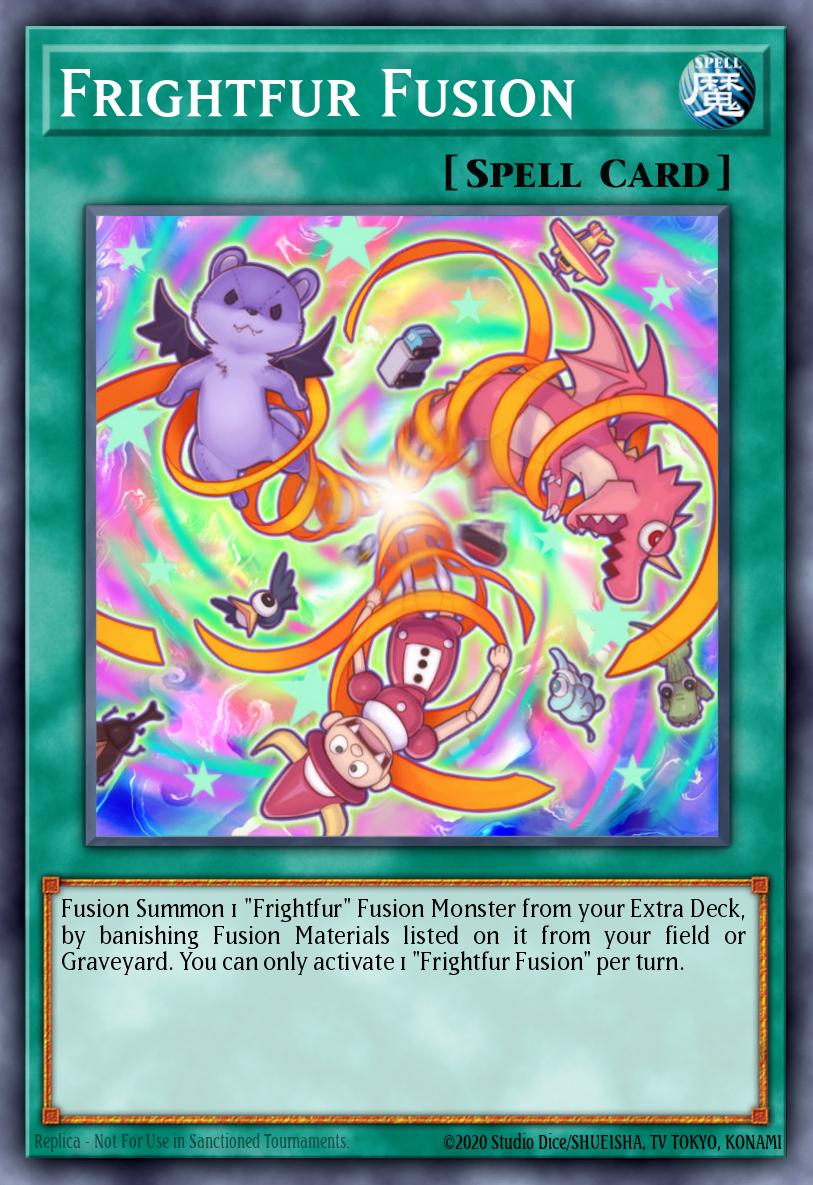 Frightfur Fusion
SPELL
魔
[ Spell Card ]
Fusion Summon 1 "Frightfur" Fusion Monster from your Extra Deck,
by banishing Fusion Materials listed on it from your field or
Graveyard. You can only activate 1 "Frightfur Fusion" per turn.
Replica - Not For Use in Sanctioned Tournaments.
©2020 Studio Dice/SHUEISHA, TV TOKYO, KONAMI